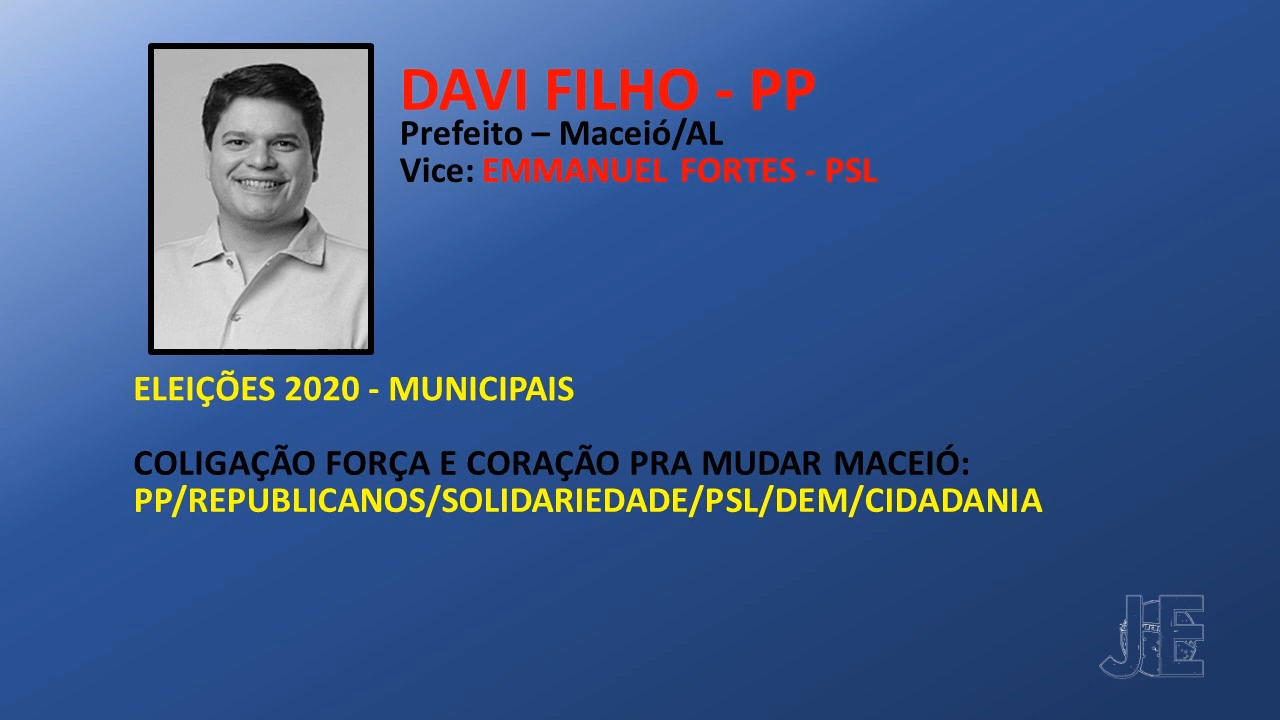 DAVI FILHO - PP
Prefeito – Maceió/AL
Vice: EMMANUEL FORTES - PSL
ELEIÇÕES 2020 - MUNICIPAIS
COLIGAÇÃO FORÇA E CORAÇÃO PRA MUDAR MACEIÓ:
PP/REPUBLICANOS/SOLIDARIEDADE/PSL/DEM/CIDADANIA
JE